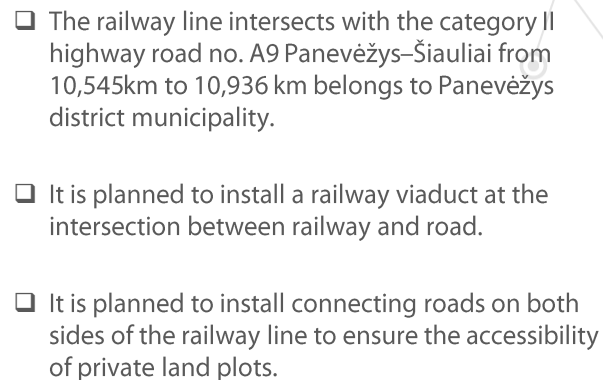 ❑ The railway line intersects with the category II
highway road no. A9 Panevėžys–Šiauliai from
10,545km to 10,936 km belongs to Panevėžys
district municipality.
❑ It is planned to install a railway viaduct at the
intersection between railway and road.
❑ It is planned to install connecting roads on both
sides of the railway line to ensure the accessibility
of private land plots.